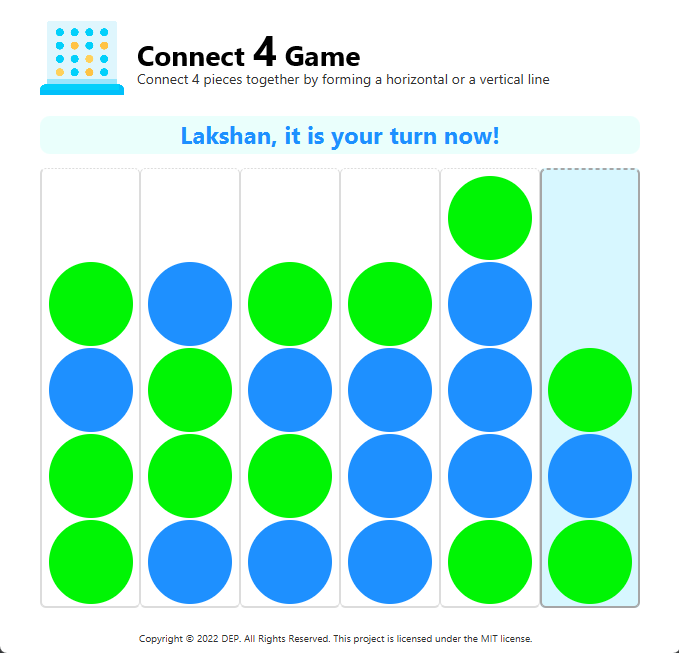 Connect 4 Game
Connect 4 pieces together by forming a horizontal or a vertical line
Lakshan, it is your turn now!
Copyright © 2022 DEP. All Rights Reserved. This project is licensed under the MIT license.